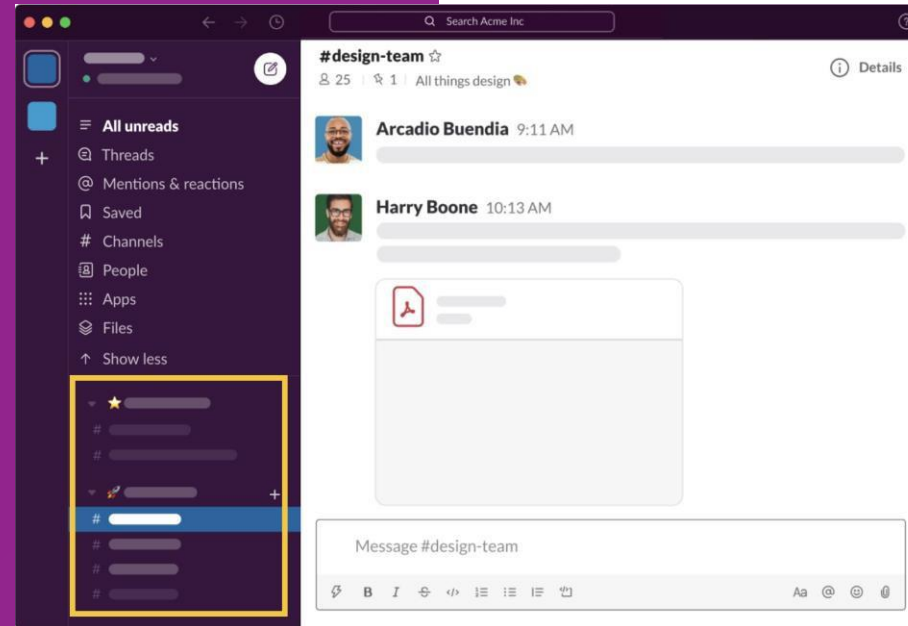 Search Acme Inc
#design-team
25 1 All things design
Details
All unreads
Threads
@ Mentions & reactions
Saved
# Channels
People
Apps
Files
Show less
Arcadio Buendia 9:11 AM
Harry Boone 10:13 AM
Message #design-team
B I S </> Aa @